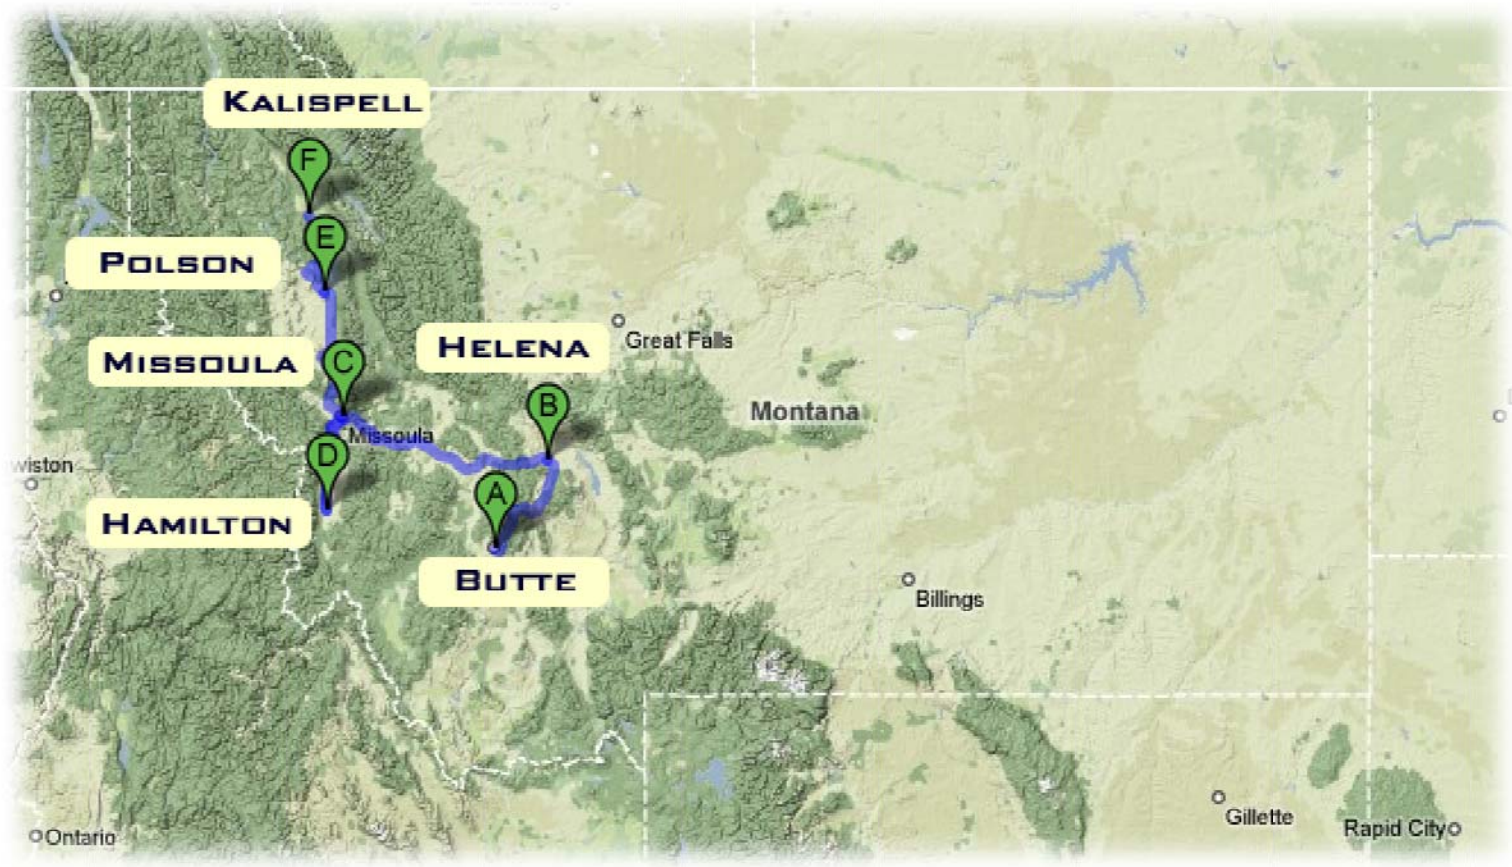 KALISPELL
F
E
POLSON
HELENA
Great Falls
MISSOULA
C
B
Montana
Missoula
D
wiston
A
HAMILTON
BUTTE
Billings
Gillette
Rapid City
Ontario